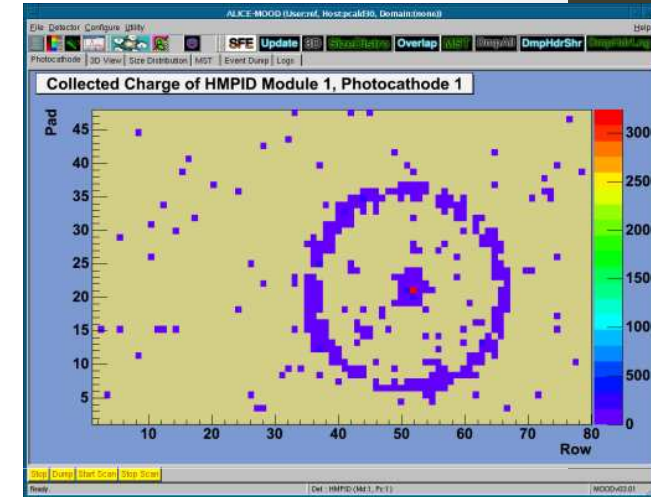 ALICE-MOOD (User:mf, Host:pcald30, Domain:(none))
File Detector Configure Utility Help
SFE Update 3D Overlap MST DmpAll DmpHdrShr
Photocathode 3D View Size Distribution MST Event Dump Logs
Collected Charge of HMPID Module 1, Photocathode 1
Pad
45
40
35
30
25
20
15
10
5
10 20 30 40 50 60 70 80
Row
3000
2500
2000
1500
1000
500
0
Stop Dump Start Scan Stop Scan
Ready. Det : HMPID (Md:1, Pc:1) MOODv02.01